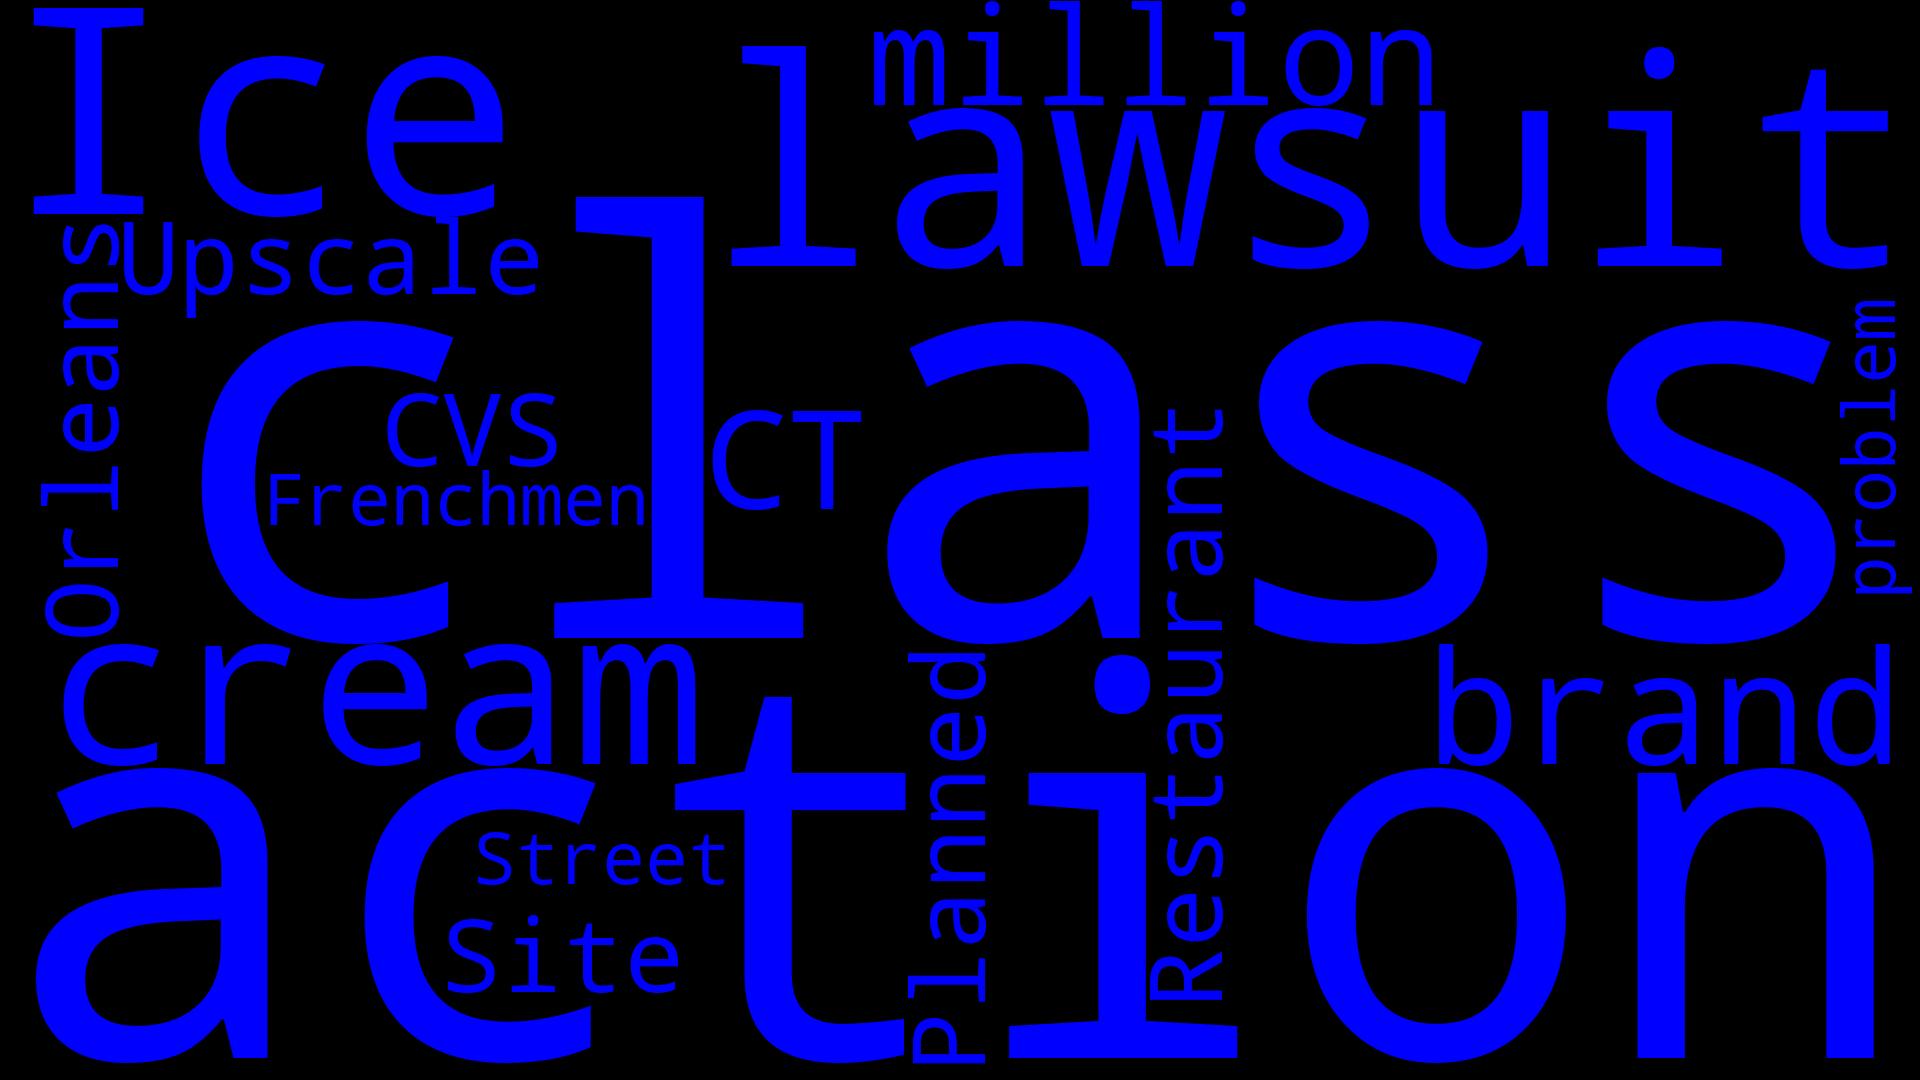 Ice
million
lawsuit
Upscale
Orleans
class
CVS
CT
Frenchmen
problem
Restaurant
cream
brand
Planned
action
Street
Site